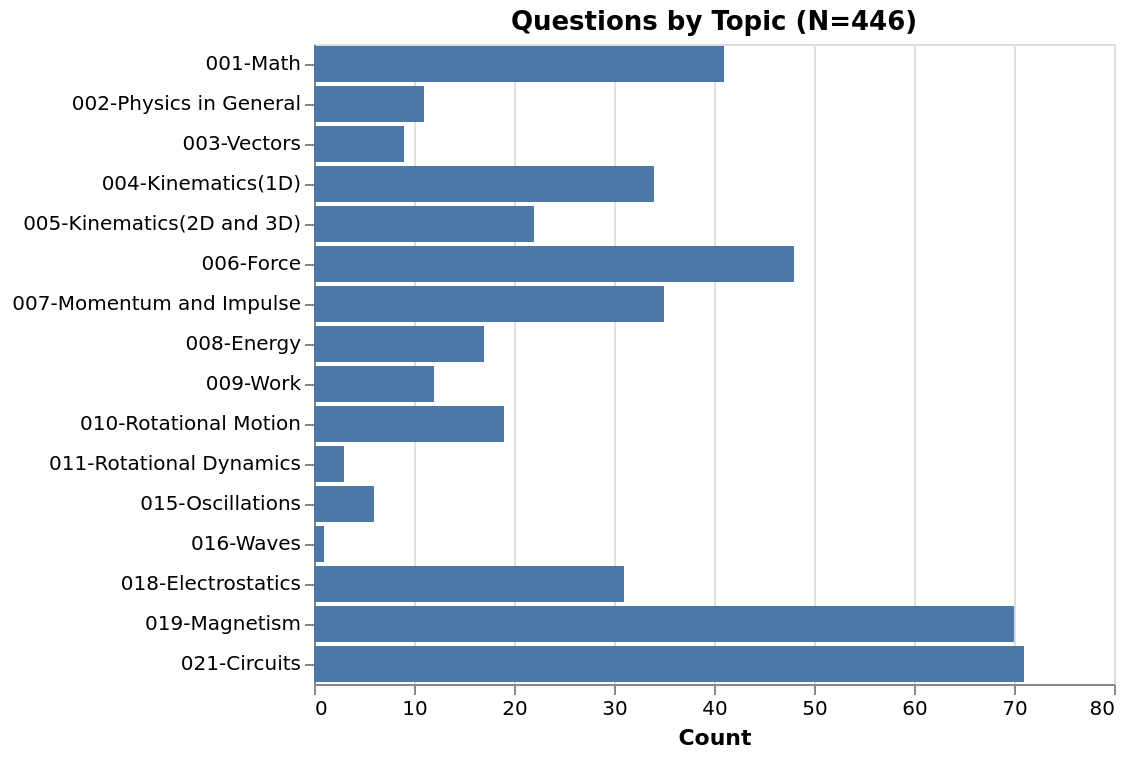 Questions by Topic (N=446)
001-Math
002-Physics in General
003-Vectors
004-Kinematics(1D)
005-Kinematics(2D and 3D)
006-Force
007-Momentum and Impulse
008-Energy
009-Work
010-Rotational Motion
011-Rotational Dynamics
015-Oscillations
016-Waves
018-Electrostatics
019-Magnetism
021-Circuits
0 10 20 30 40 50 60 70 80
Count